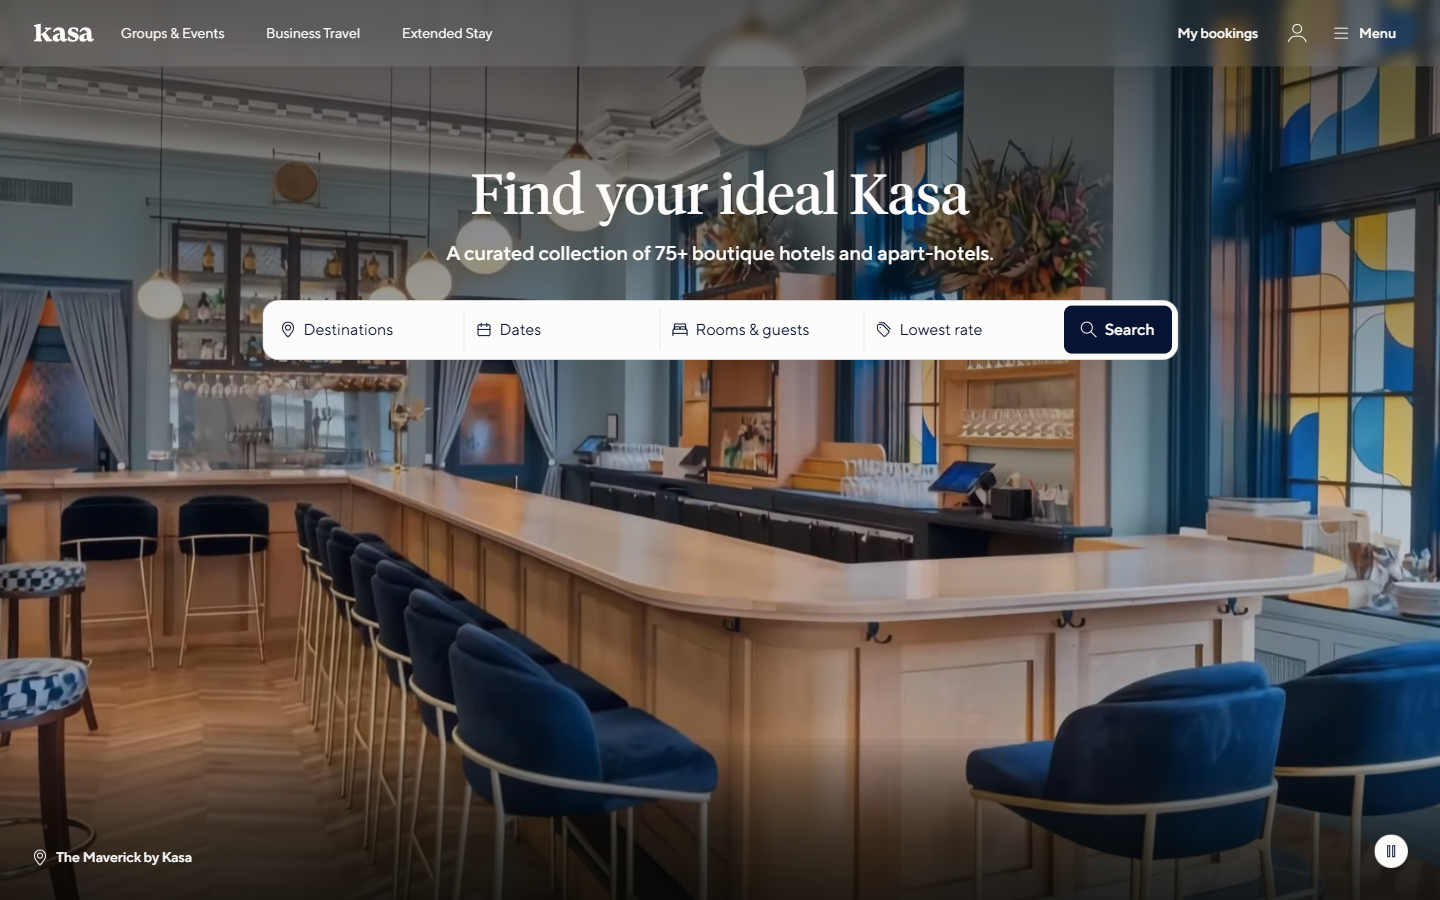 kasa
Groups & Events
Business Travel
Extended Stay
My bookings
Menu
Find your ideal Kasa
A curated collection of 75+ boutique hotels and apart-hotels.
Destinations
Dates
Rooms & guests
Lowest rate
Search
The Maverick by Kasa